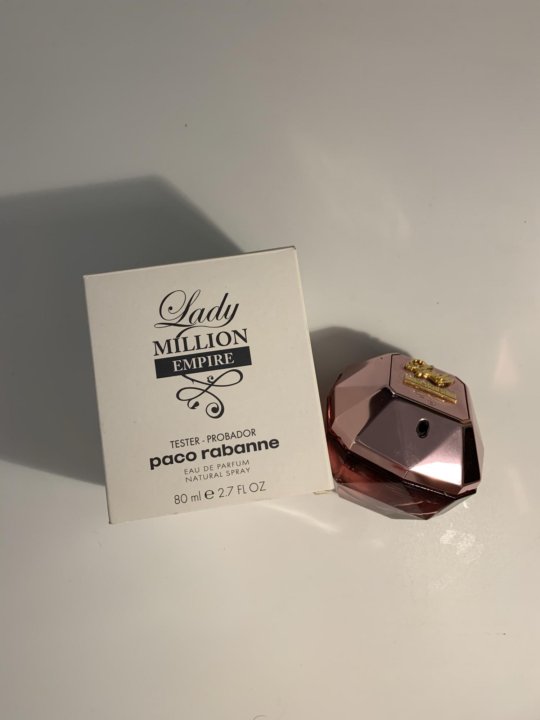 Lady
MILLION
EMPIRE
TESTER - PROBADOR
paco rabanne
EAU DE PARFUM
NATURAL SPRAY
80 ml e 2.7 FL OZ